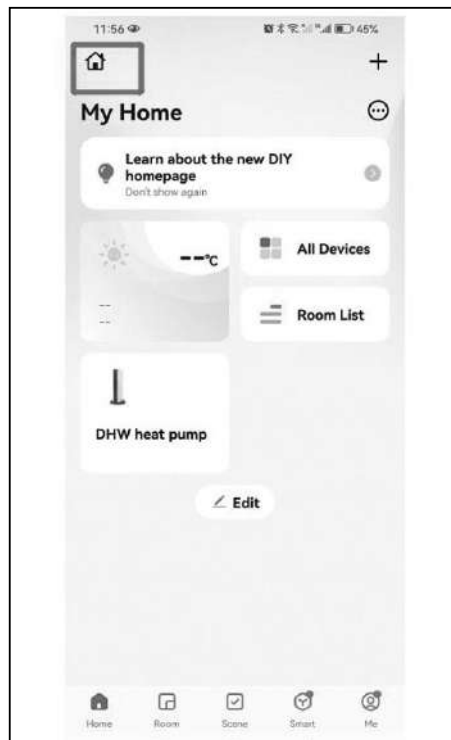 11:56
45%
My Home
Learn about the new DIY
homepage
Don't show again
--°C
All Devices
--
--
Room List
DHW heat pump
Edit
Home Room Scene Smart Me